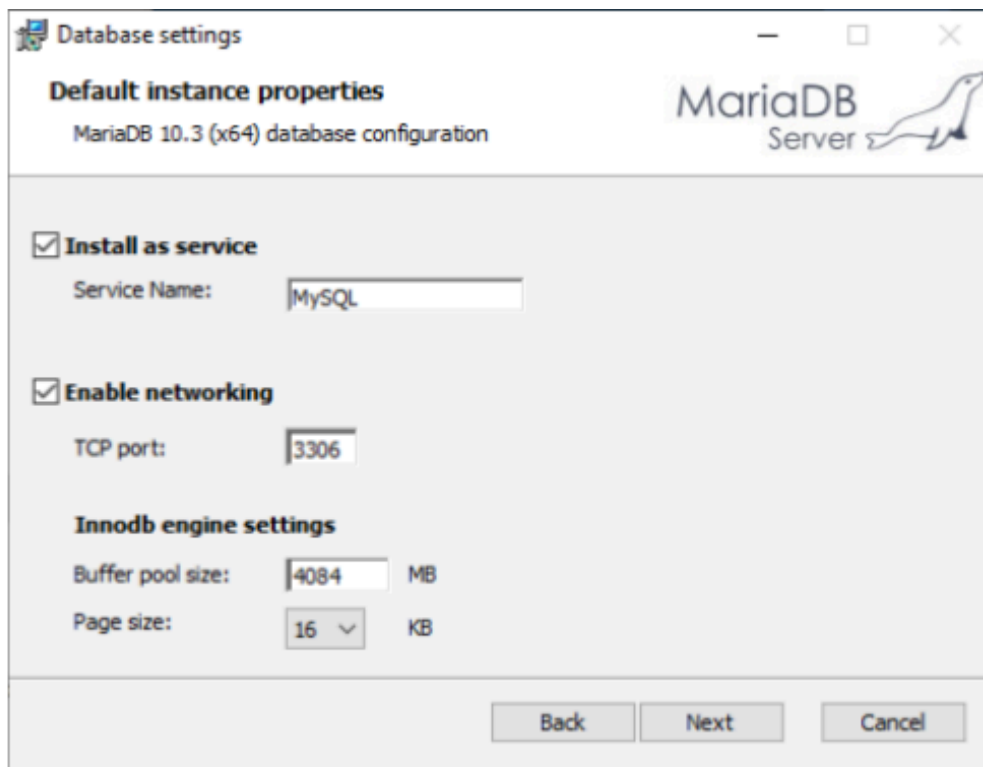 Database settings
Default instance properties
MariaDB 10.3 (x64) database configuration
MariaDB
Server
Install as service
Service Name: MySQL
Enable networking
TCP port: 3306
Innodb engine settings
Buffer pool size: 4084 MB
Page size: 16 KB
Back Next Cancel